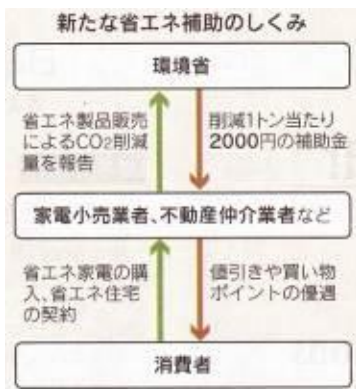 新たな省エネ補助のしくみ
環境省
省エネ製品販売
によるCO2削減
量を報告
削減1トン当たり
2000円の補助金
家電小売業者、不動産仲介業者など
省エネ家電の購
入、省エネ住宅
の契約
値引きや買い物
ポイントの優遇
消費者